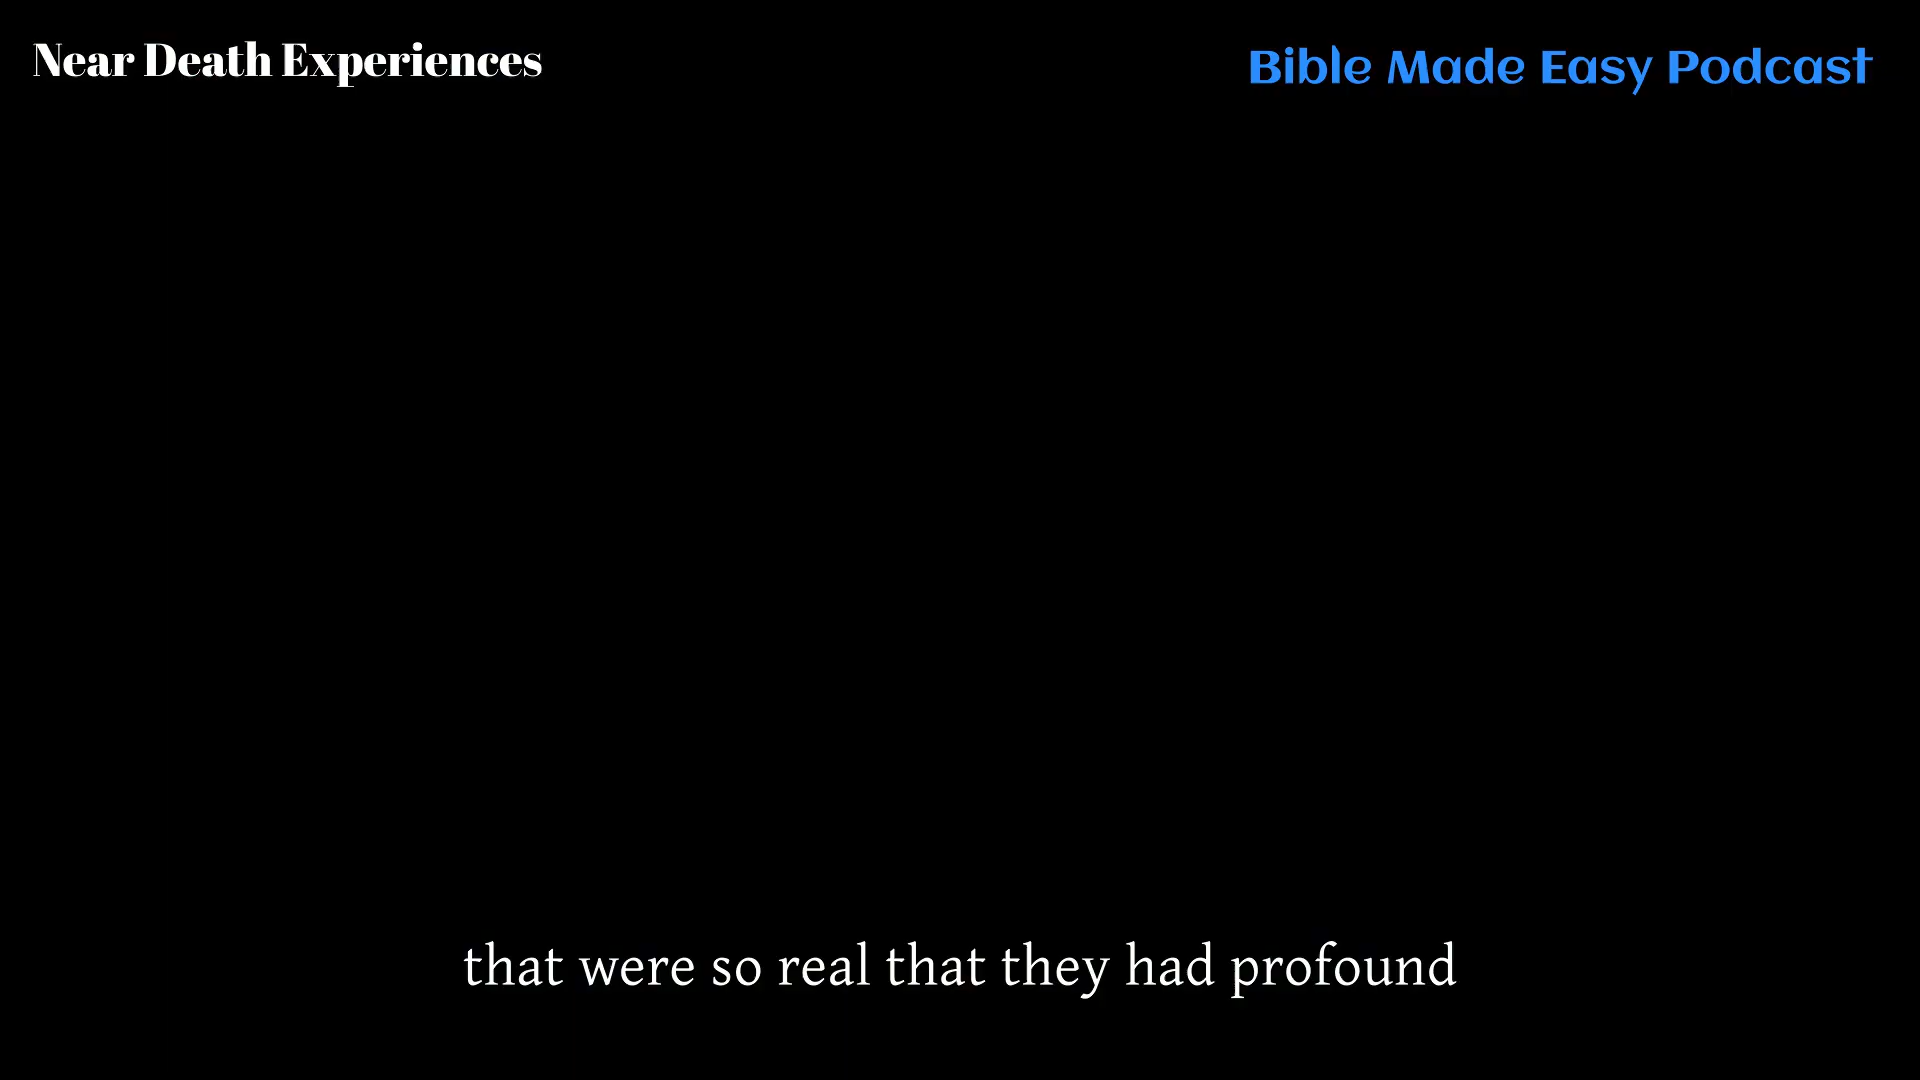 Near Death Experiences
Bible Made Easy Podcast
that were so real that they had profound